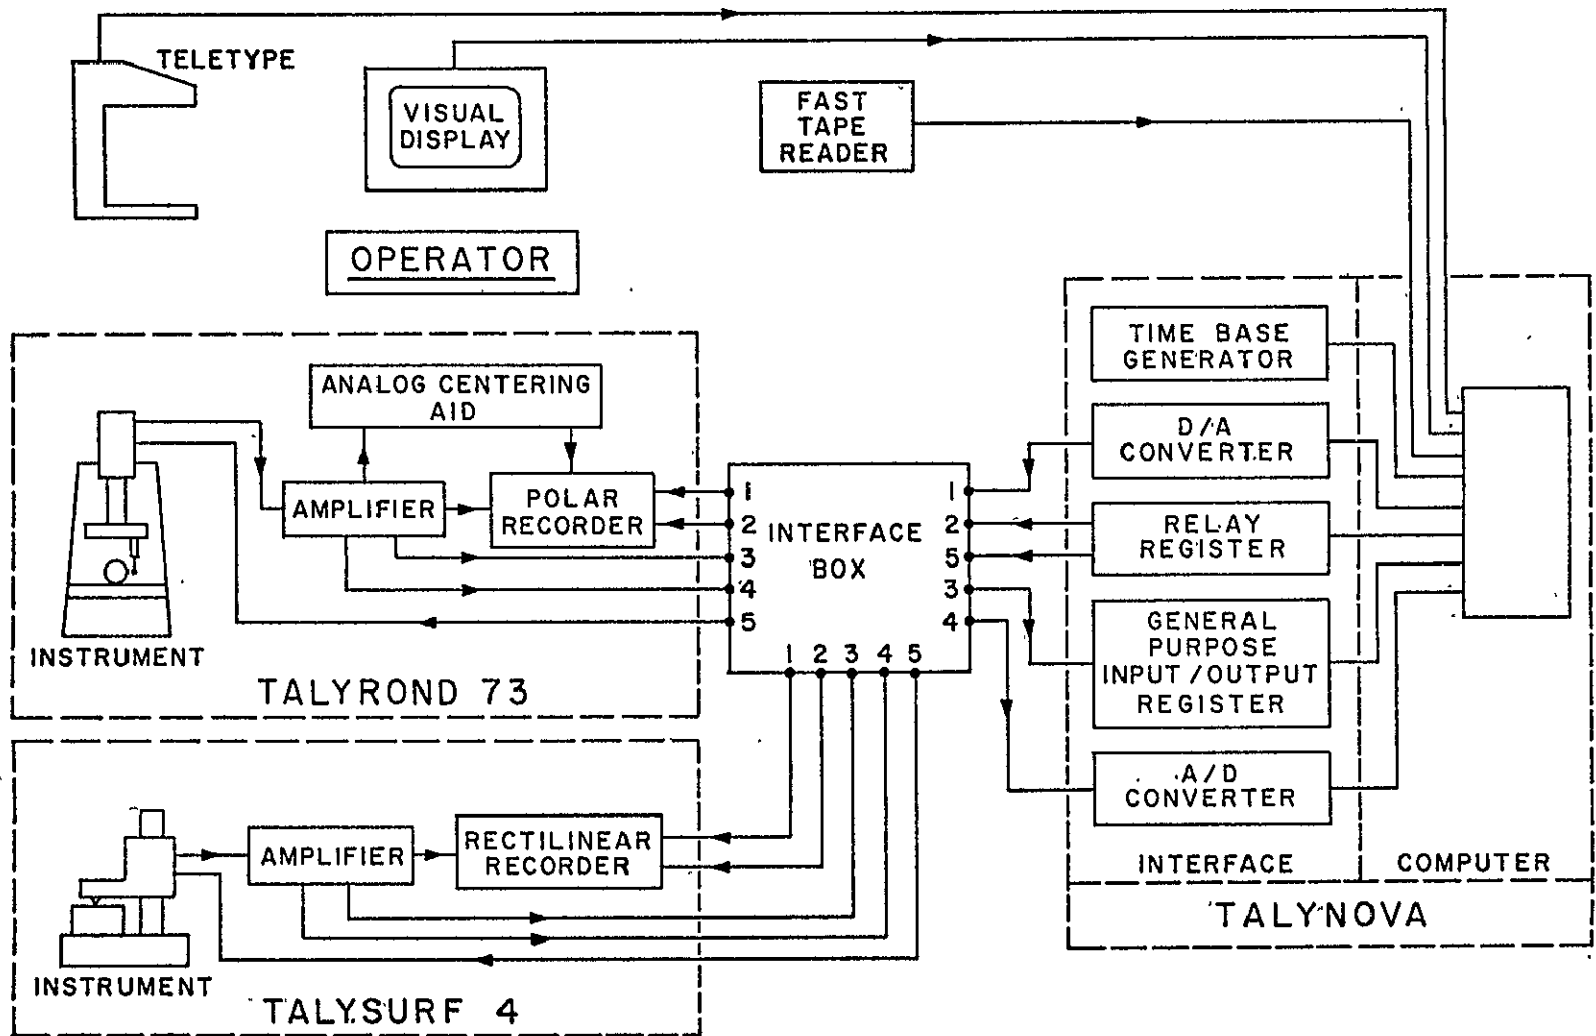 TELETYPE
VISUAL
DISPLAY
FAST
TAPE
READER
OPERATOR
ANALOG CENTERING
AID
AMPLIFIER
POLAR
RECORDER
INSTRUMENT
TALYROND 73
1
2
3
4
5
INTERFACE
BOX
1
2
5
3
4
1 2 3 4 5
TIME BASE
GENERATOR
D/A
CONVERTER
RELAY
REGISTER
GENERAL
PURPOSE
INPUT/OUTPUT
REGISTER
A/D
CONVERTER
INTERFACE
COMPUTER
TALYNOVA
AMPLIFIER
RECTILINEAR
RECORDER
INSTRUMENT
TALYSURF 4